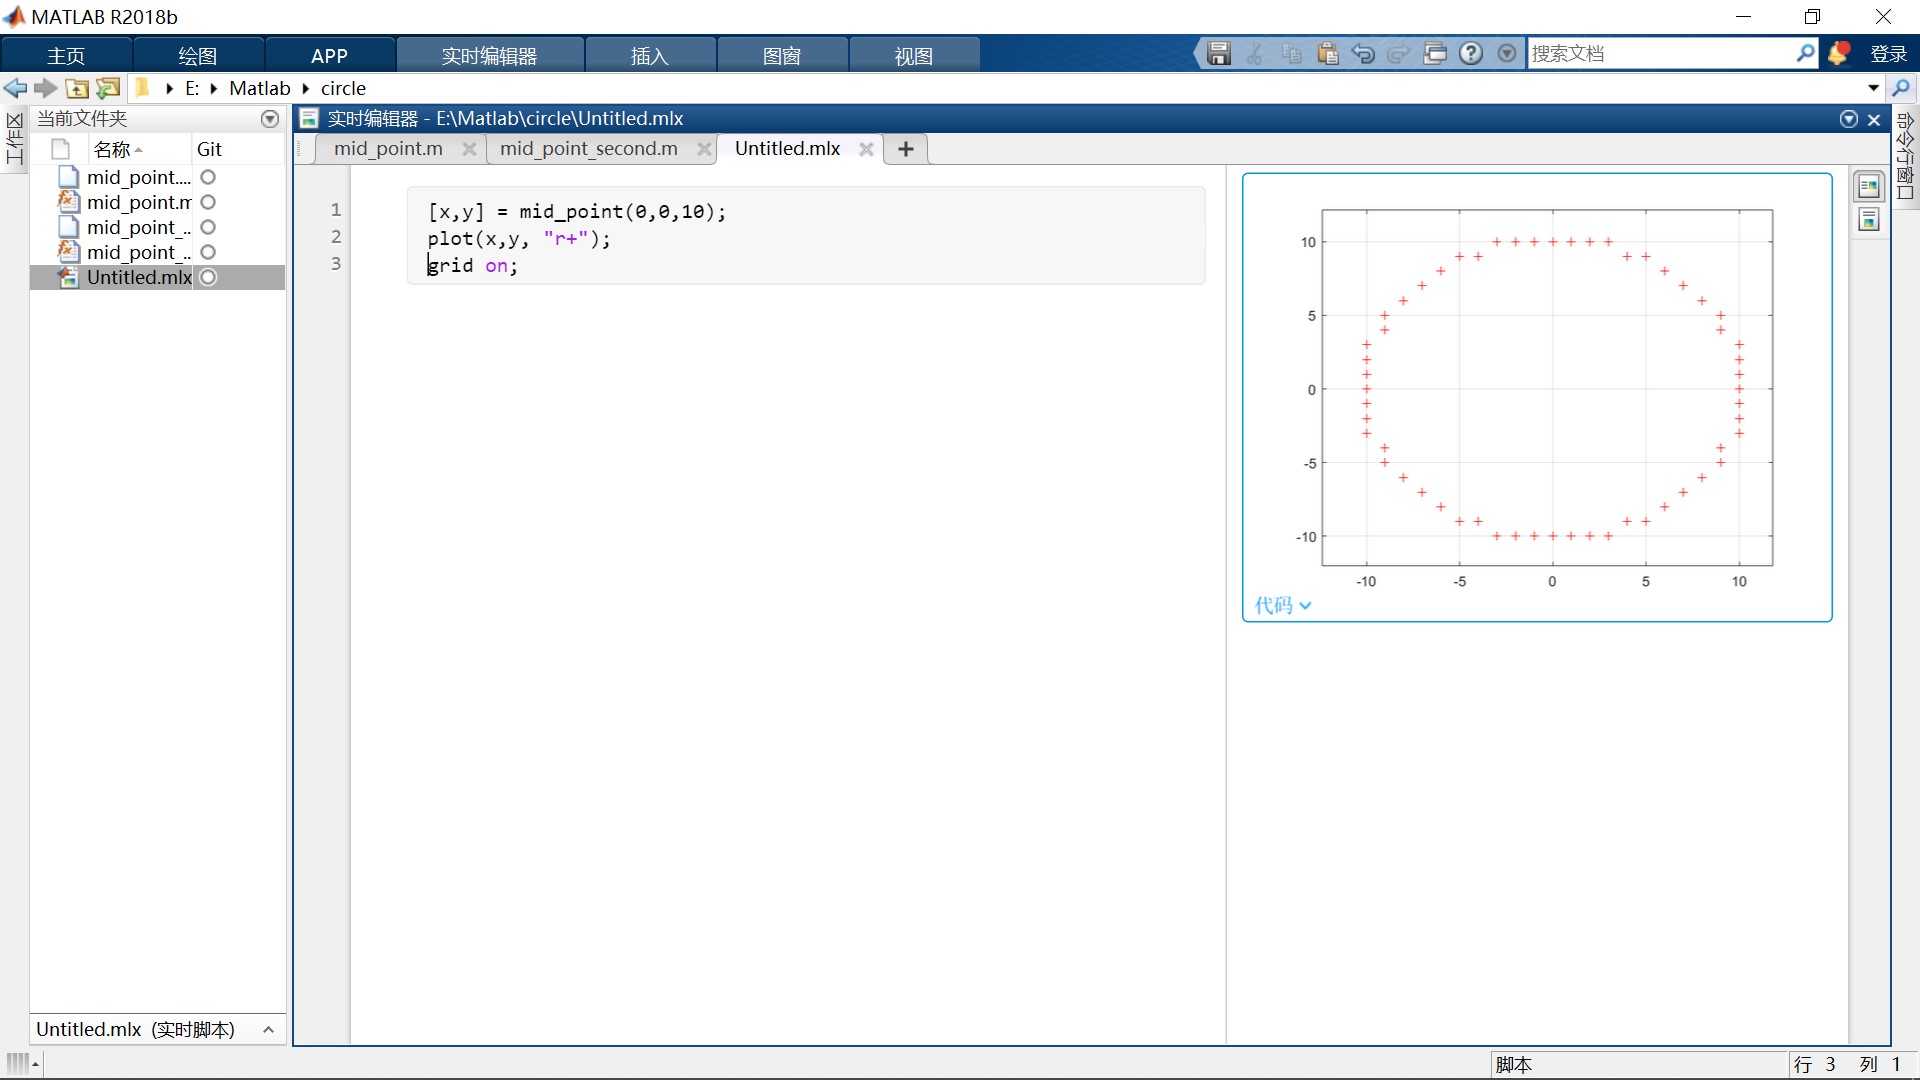 MATLAB R2018b
主页 绘图 APP 实时编辑器 插入 图窗 视图 搜索文档 登录
E: Matlab circle
工作区
当前文件夹
名称 Git
mid_point....
mid_point.m
mid_point_..
mid_point_..
Untitled.mlx
Untitled.mlx (实时脚本)
实时编辑器 - E:\Matlab\circle\Untitled.mlx
mid_point.m mid_point_second.m Untitled.mlx
1 [x,y] = mid_point(0,0,10);
2 plot(x,y, "r+");
3 grid on;
10
5
0
-5
-10
-10 -5 0 5 10
代码
命令行窗口
脚本 行 3 列 1